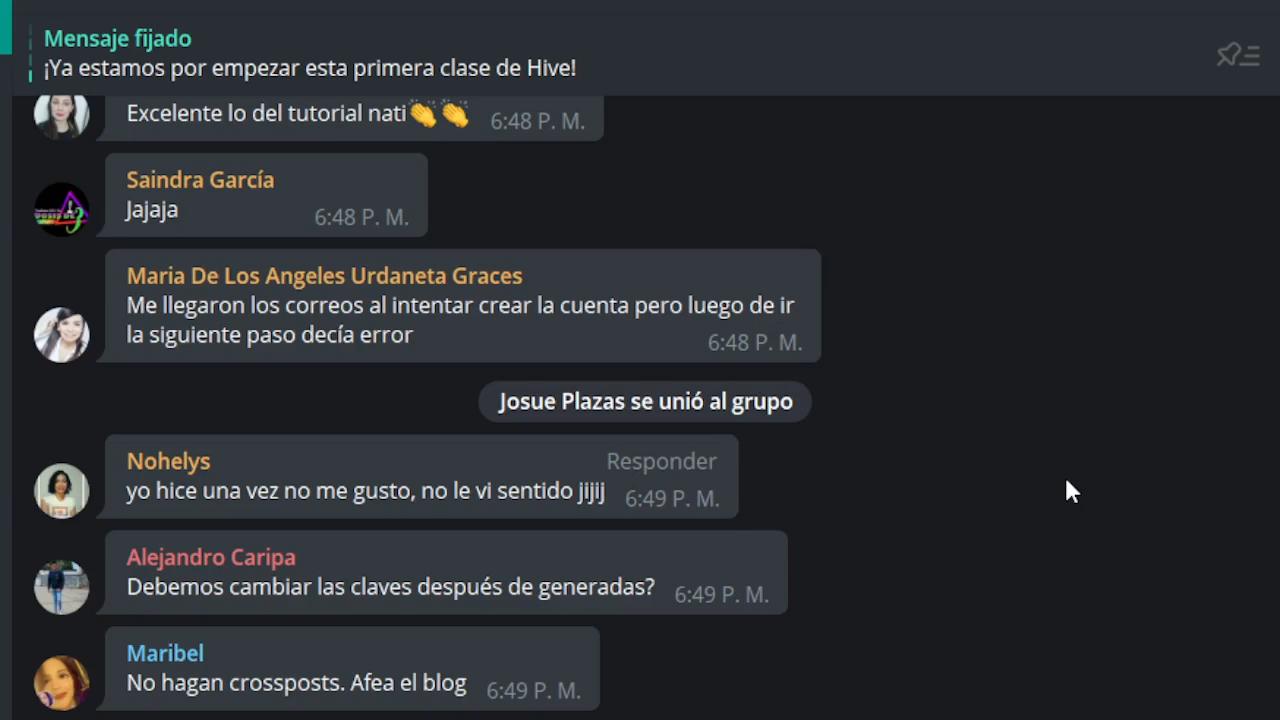 Mensaje fijado
¡Ya estamos por empezar esta primera clase de Hive!
Excelente lo del tutorial nati👏👏 6:48 P. M.
Saindra García
Jajaja 6:48 P. M.
Maria De Los Angeles Urdaneta Graces
Me llegaron los correos al intentar crear la cuenta pero luego de ir
la siguiente paso decía error 6:48 P. M.
Josue Plazas se unió al grupo
Nohelys Responder
yo hice una vez no me gusto, no le vi sentido jijij 6:49 P. M.
Alejandro Caripa
Debemos cambiar las claves después de generadas? 6:49 P. M.
Maribel
No hagan crossposts. Afea el blog 6:49 P. M.